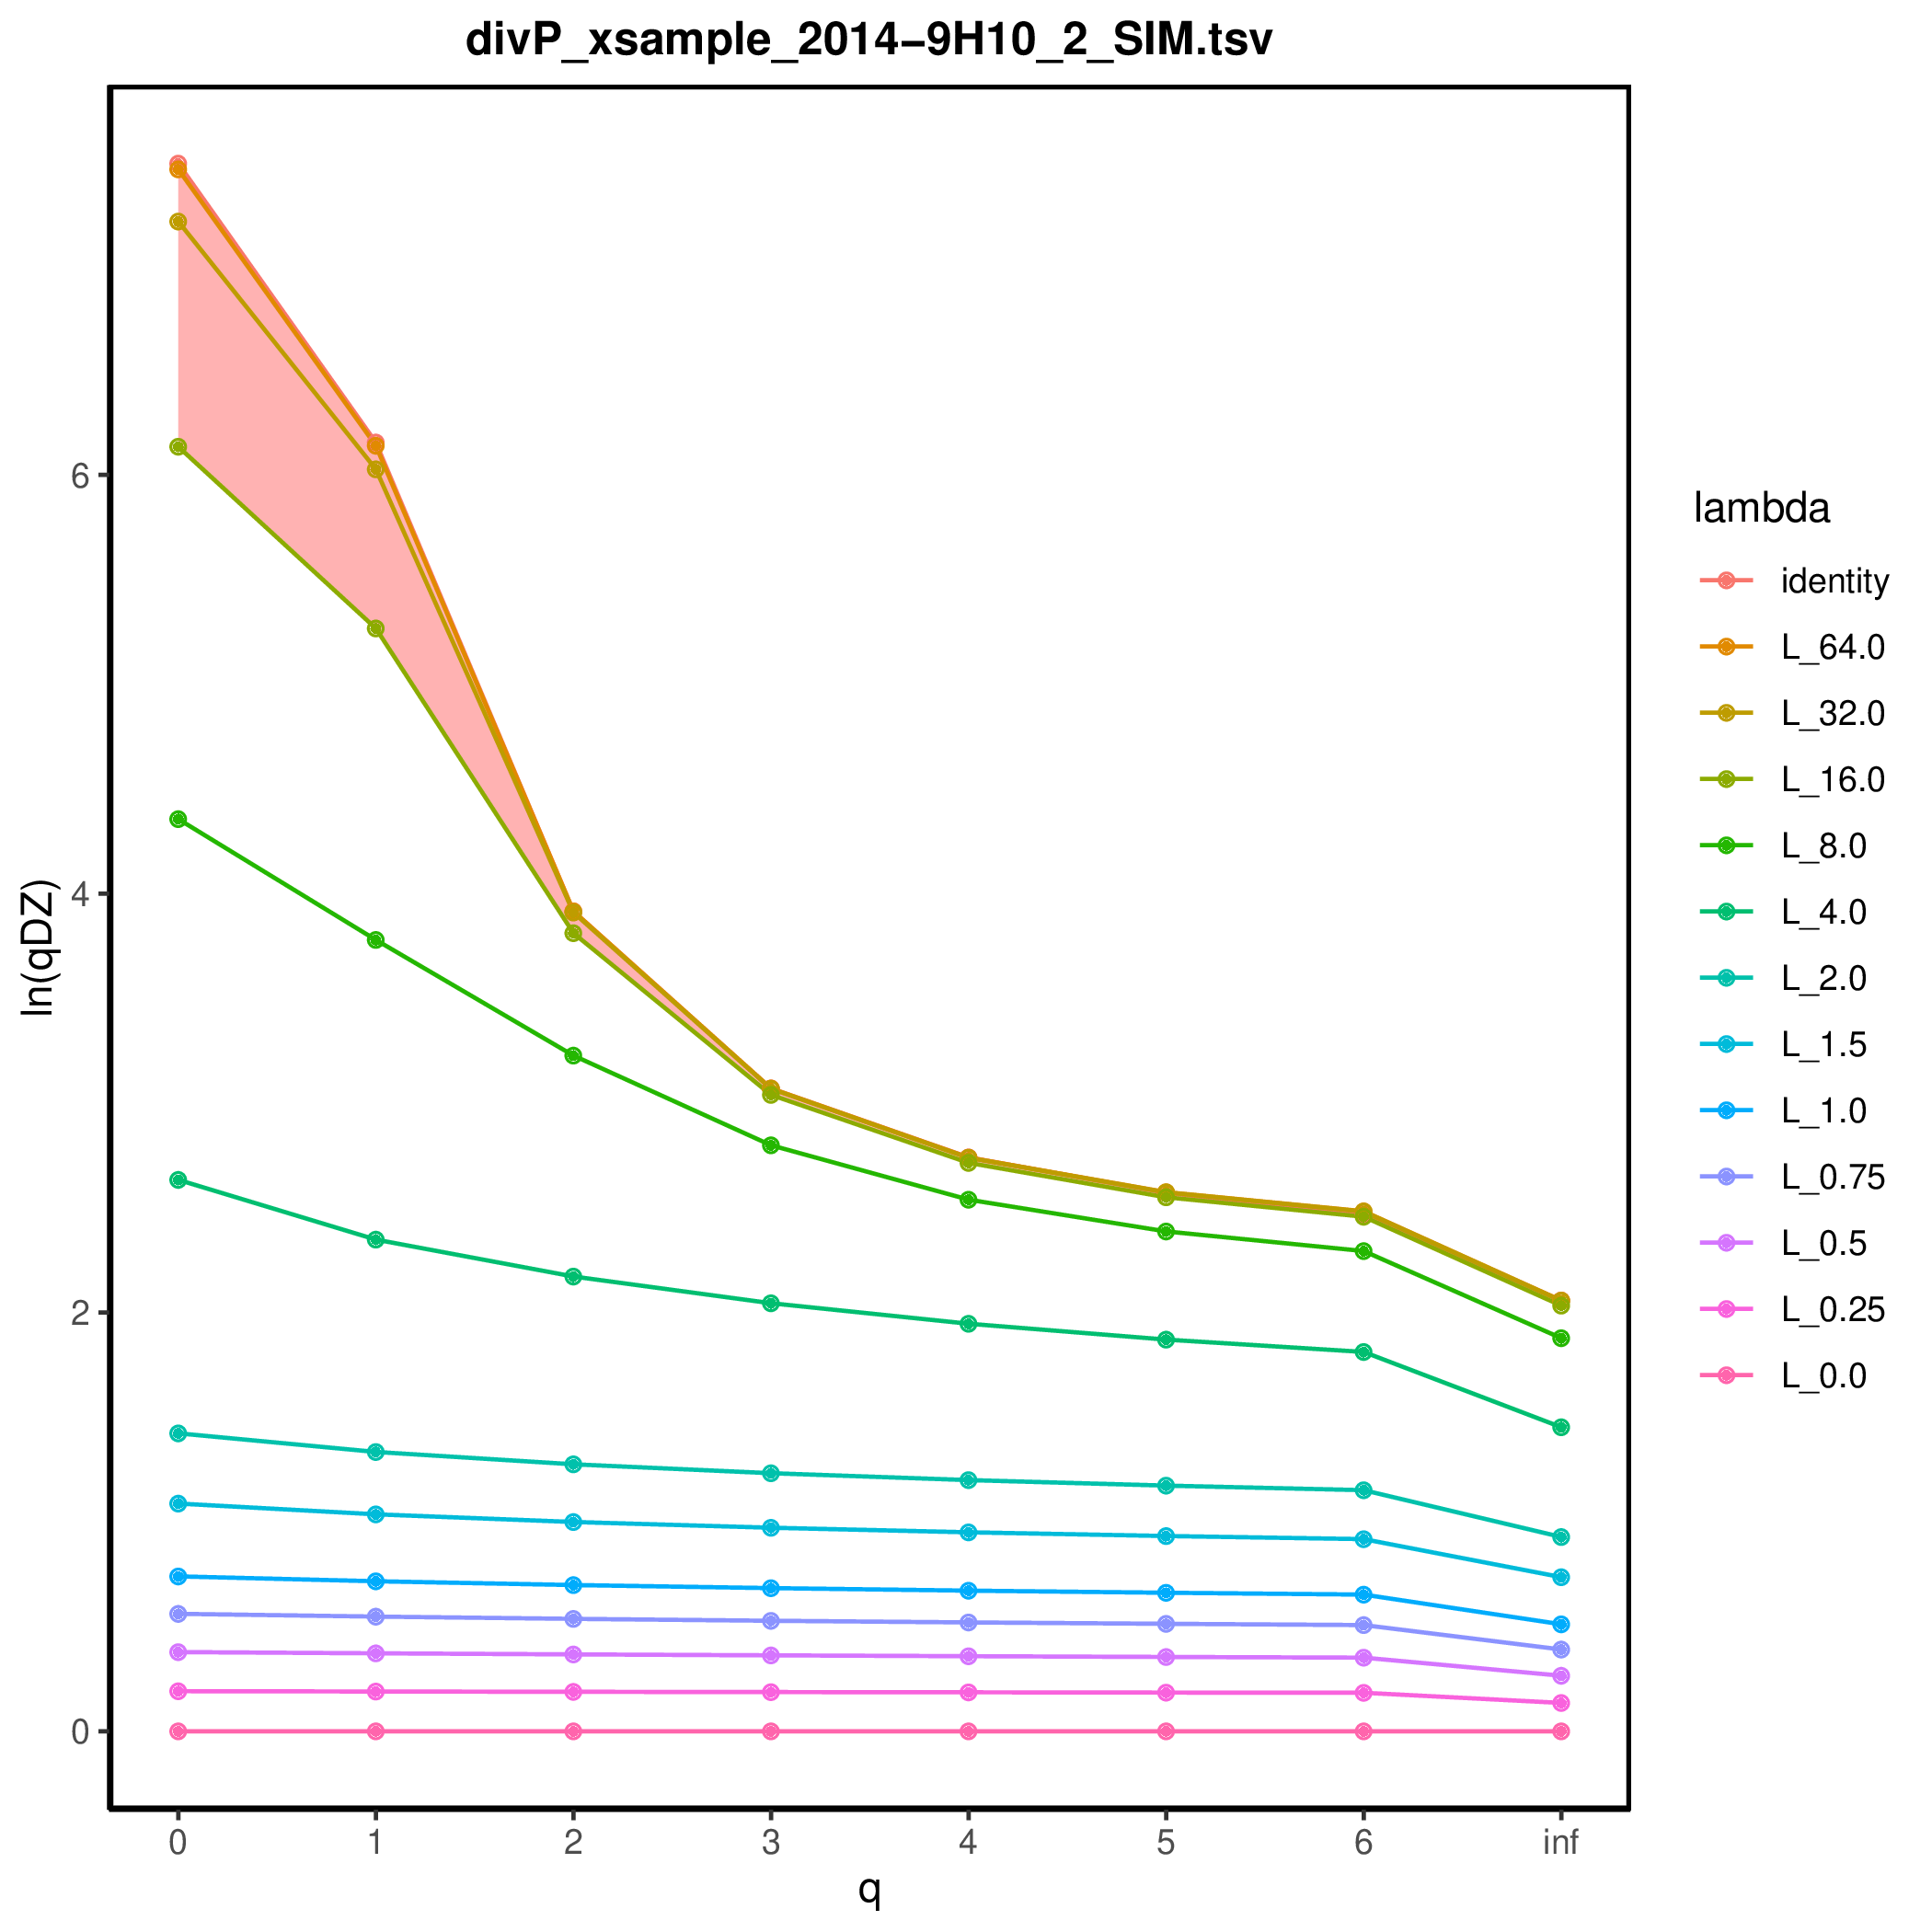 divP_xsample_2014−9H10_2_SIM.tsv
ln(qDZ)
6
4
2
0
0 1 2 3 4 5 6 inf
q
lambda
identity
L_64.0
L_32.0
L_16.0
L_8.0
L_4.0
L_2.0
L_1.5
L_1.0
L_0.75
L_0.5
L_0.25
L_0.0